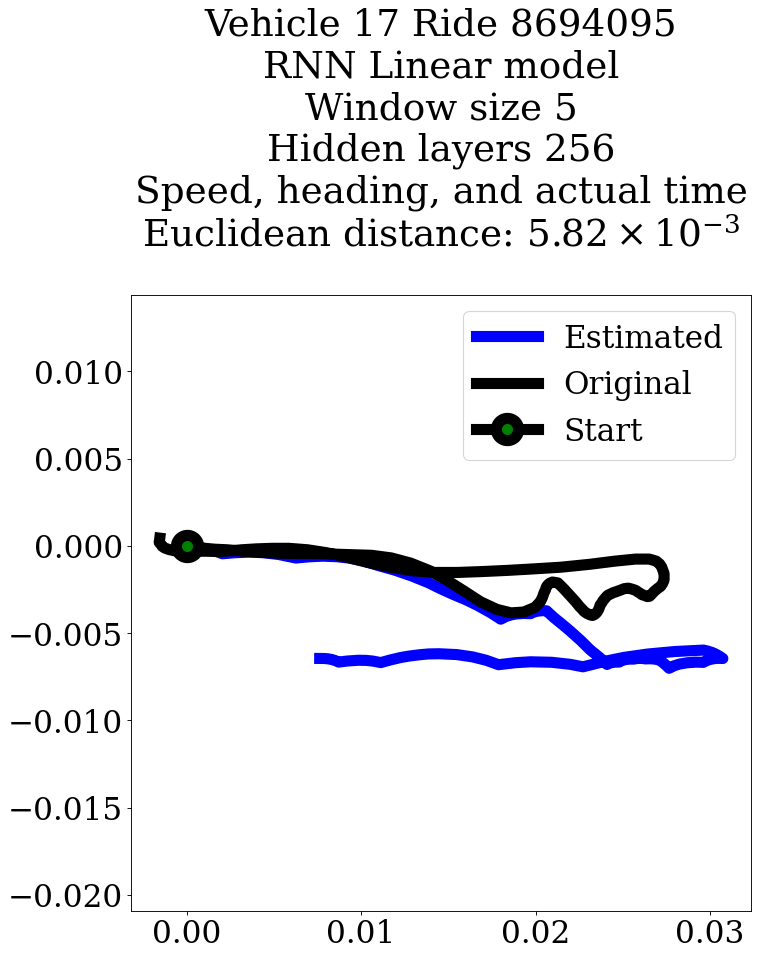 Vehicle 17 Ride 8694095
RNN Linear model
Window size 5
Hidden layers 256
Speed, heading, and actual time
Euclidean distance: 5.82 × 10⁻³
Estimated
Original
Start
0.010
0.005
0.000
−0.005
−0.010
−0.015
−0.020
0.00 0.01 0.02 0.03